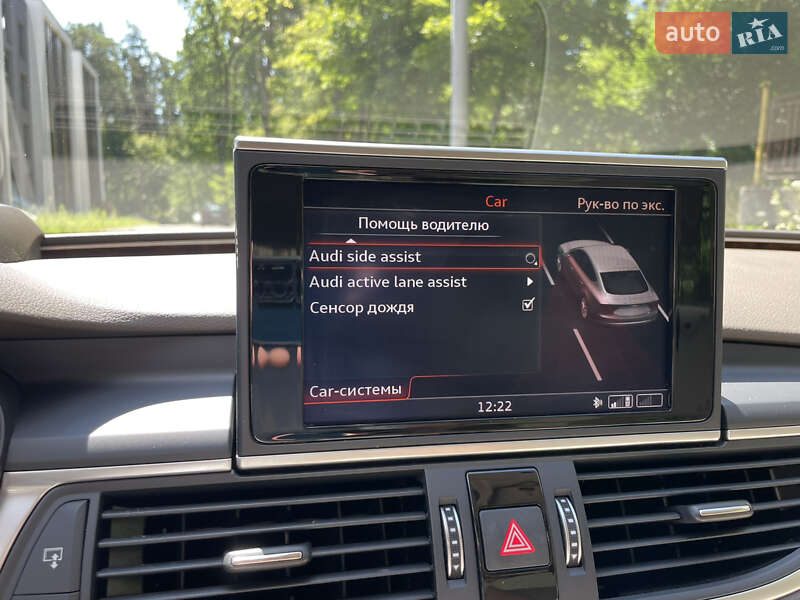 auto RIA
.com
Car
Рук-во по экс.
Помощь водителю
Audi side assist
Audi active lane assist
Сенсор дождя
Car-системы
12:22